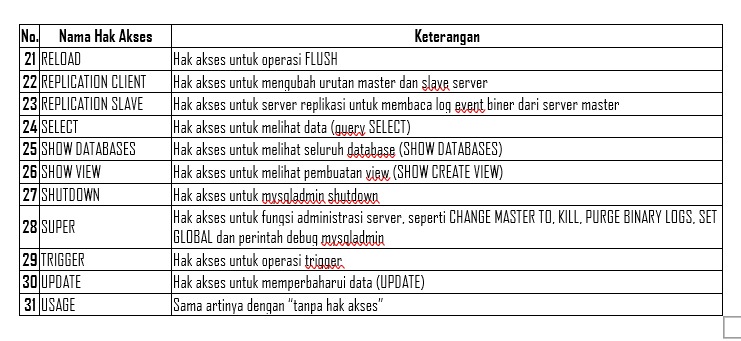 No. Nama Hak Akses Keterangan
21 RELOAD Hak akses untuk operasi FLUSH
22 REPLICATION CLIENT Hak akses untuk mengubah urutan master dan slave server
23 REPLICATION SLAVE Hak akses untuk server replikasi untuk membaca log event biner dari server master
24 SELECT Hak akses untuk melihat data (query SELECT)
25 SHOW DATABASES Hak akses untuk melihat seluruh database (SHOW DATABASES)
26 SHOW VIEW Hak akses untuk melihat pembuatan view (SHOW CREATE VIEW)
27 SHUTDOWN Hak akses untuk mysqladmin shutdown
28 SUPER Hak akses untuk fungsi administrasi server, seperti CHANGE MASTER TO, KILL, PURGE BINARY LOGS, SET
GLOBAL dan perintah debug mysqladmin
29 TRIGGER Hak akses untuk operasi trigger
30 UPDATE Hak akses untuk memperbaharui data (UPDATE)
31 USAGE Sama artinya dengan “tanpa hak akses”